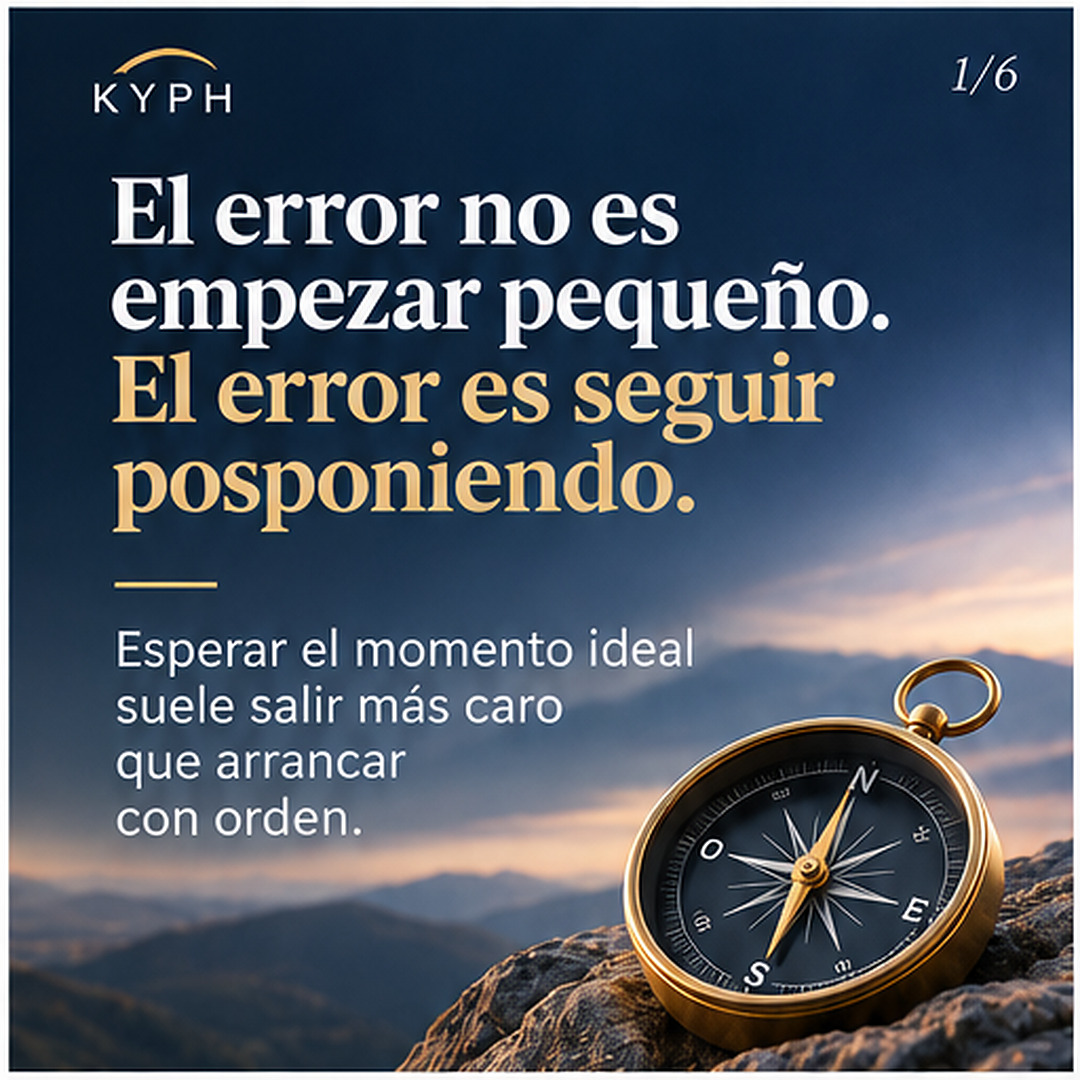 KYPH
1/6
El error no es
empezar pequeño.
El error es seguir
posponiendo.
Esperar el momento ideal
suele salir más caro
que arrancar
con orden.
N
O
E
S